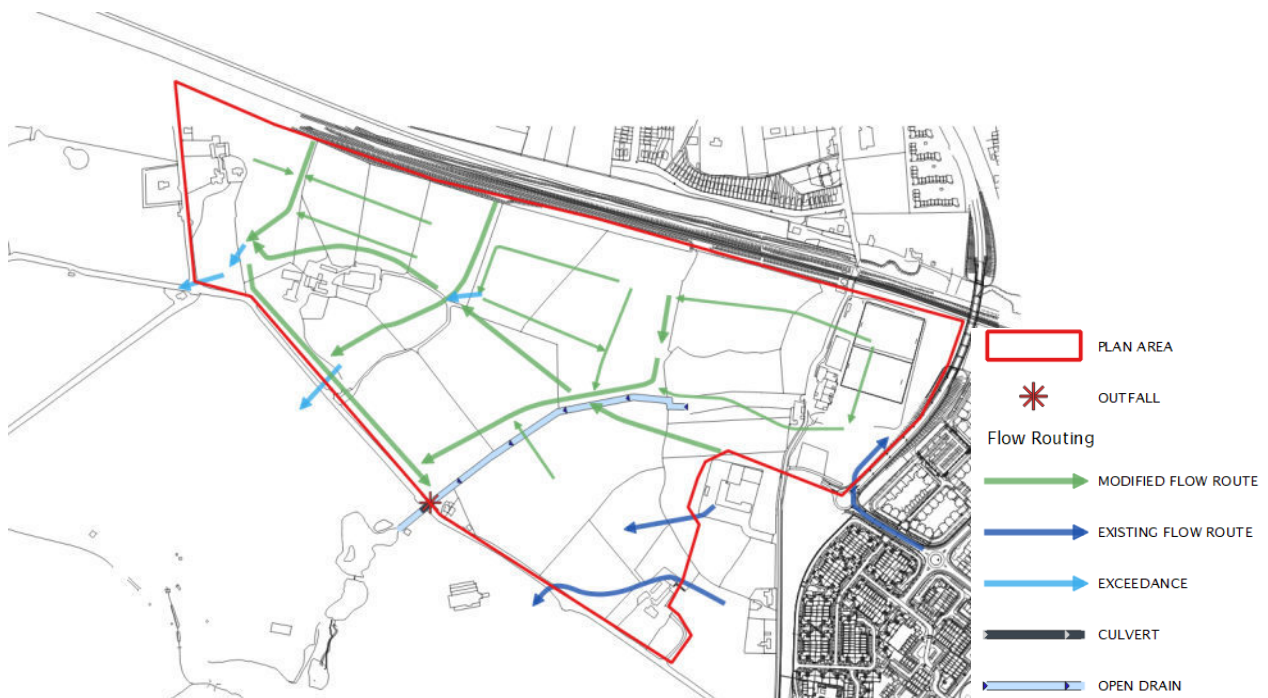 PLAN AREA
OUTFALL
Flow Routing
MODIFIED FLOW ROUTE
EXISTING FLOW ROUTE
EXCEEDANCE
CULVERT
OPEN DRAIN